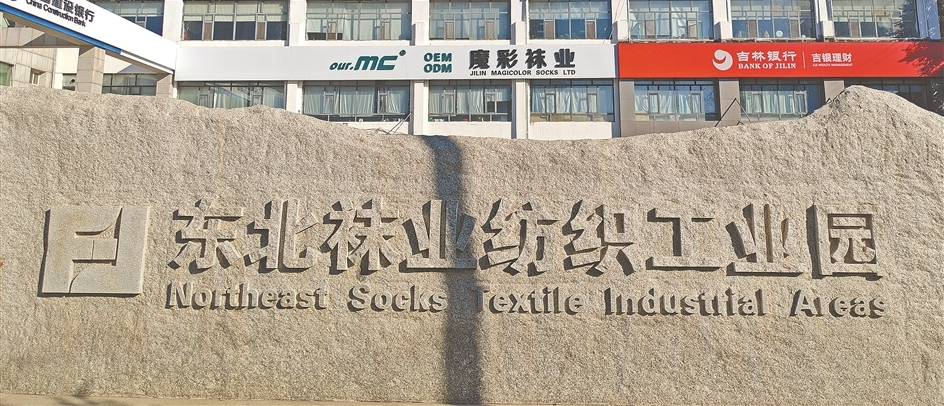 建设银行
China Construction Bank
our.mc
OEM
ODM
魔彩袜业
JILIN MAGICOLOR SOCKS LTD
吉林银行
BANK OF JILIN
吉银理财
东北袜业纺织工业园
Northeast Socks Textile Industrial Areas